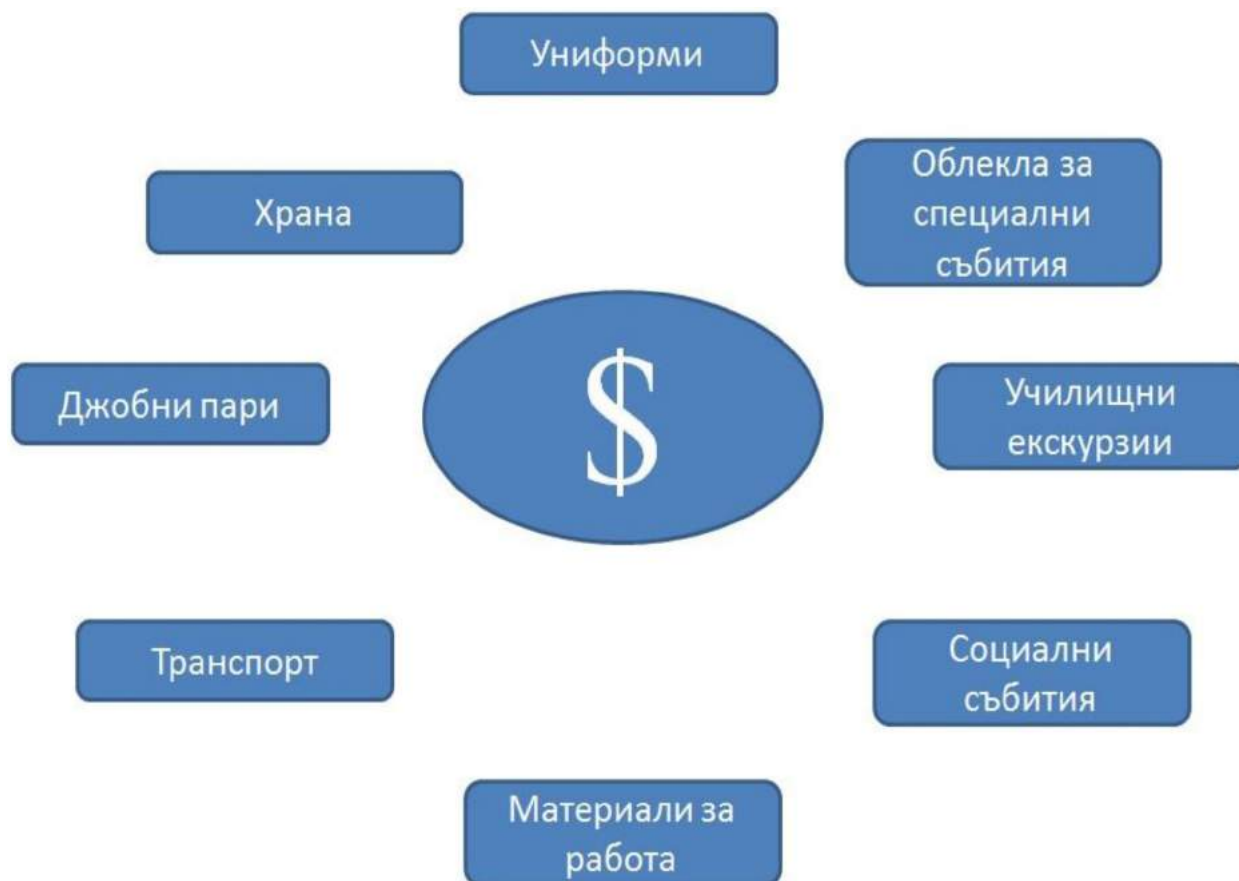 Униформи
Облекла за
специални
събития
Храна
$
Джобни пари
Училищни
екскурзии
Транспорт
Социални
събития
Материали за
работа